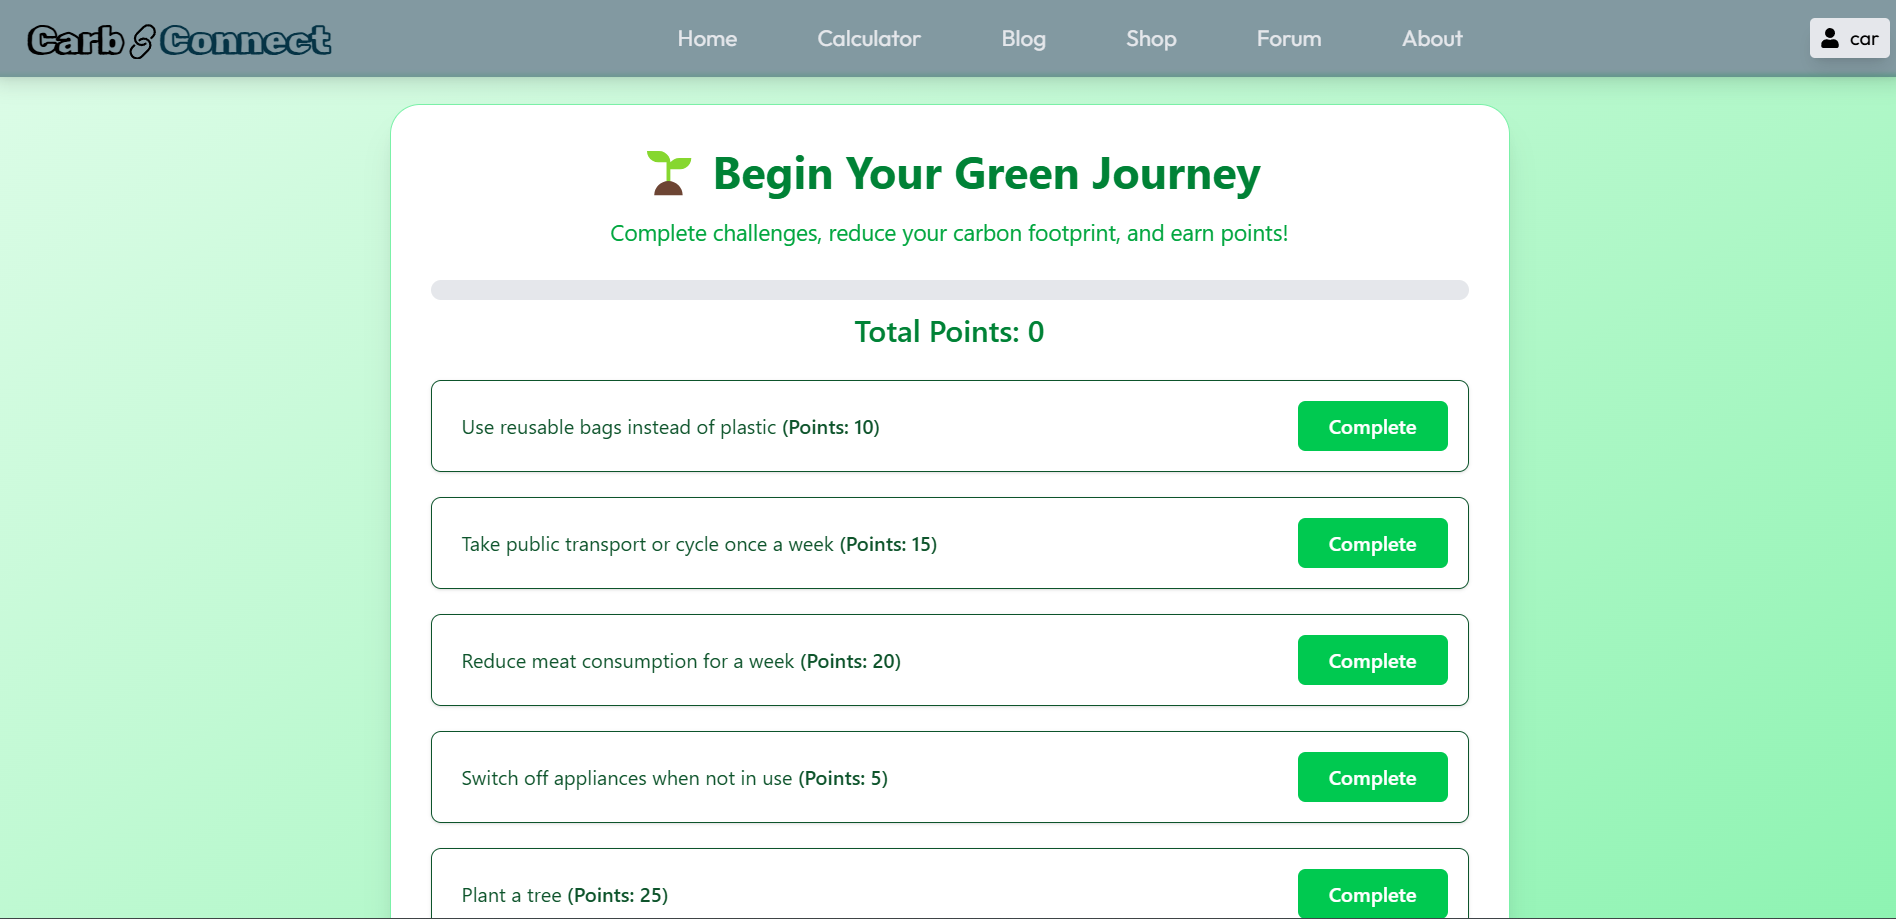 Carb Connect
Home Calculator Blog Shop Forum About
car
Begin Your Green Journey
Complete challenges, reduce your carbon footprint, and earn points!
Total Points: 0
Use reusable bags instead of plastic (Points: 10) Complete
Take public transport or cycle once a week (Points: 15) Complete
Reduce meat consumption for a week (Points: 20) Complete
Switch off appliances when not in use (Points: 5) Complete
Plant a tree (Points: 25) Complete